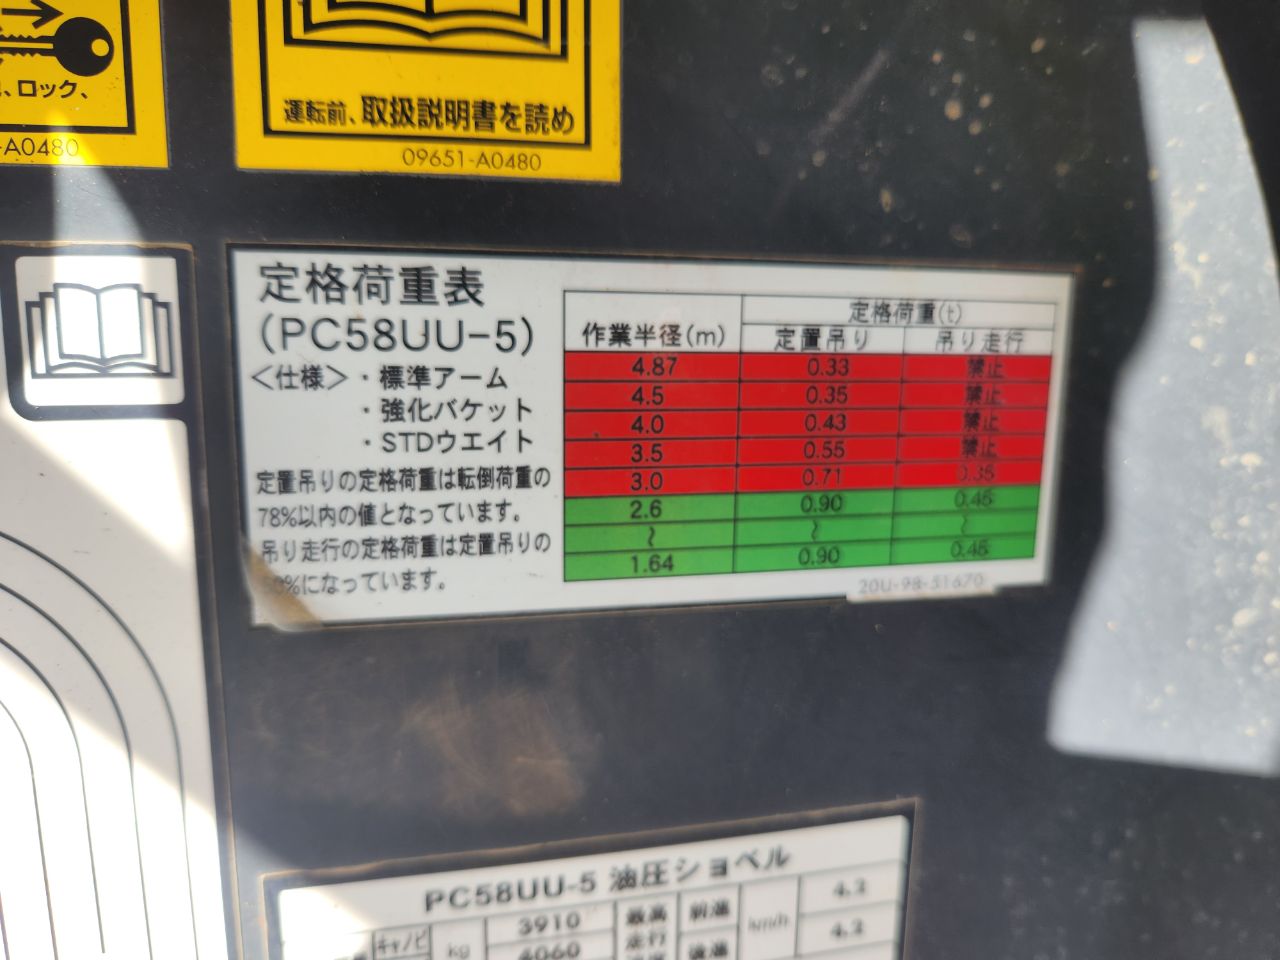 、ロック、
-A0480
運転前、取扱説明書を読め
09651-A0480
定格荷重表
(PC58UU-5)
<仕様>・標準アーム
・強化バケット
・STDウエイト
定置吊りの定格荷重は転倒荷重の
78%以内の値となっています。
吊り走行の定格荷重は定置吊りの
50%になっています。
作業半径(m) 定格荷重(t)
定置吊り 吊り走行
4.87 0.33 禁止
4.5 0.35 禁止
4.0 0.43 禁止
3.5 0.55 禁止
3.0 0.71 0.35
2.6 0.90 0.45
~ ~ ~
1.64 0.90 0.45
20U-98-51670
PC58UU-5 油圧ショベル
キャノピ kg 3910 最高 前進 km/h 4.2
4060 走行 後進 4.2